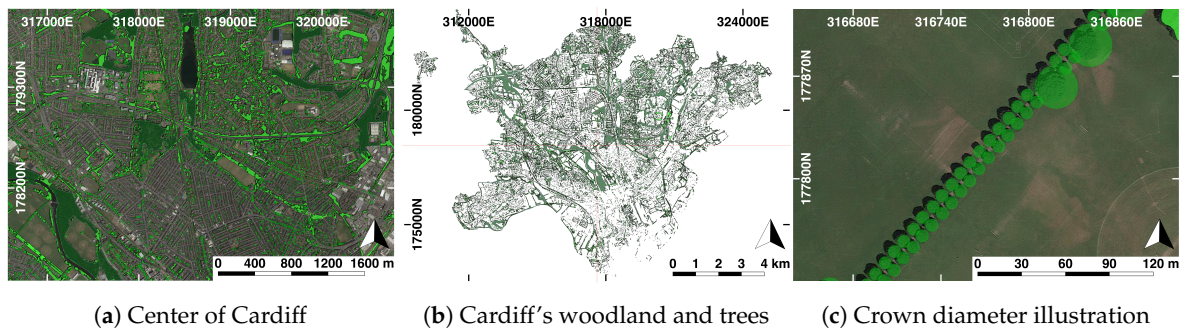 317000E 318000E 319000E 320000E
179300N
178200N
0 400 800 1200 1600 m
312000E 318000E 324000E
180000N
175000N
0 1 2 3 4 km
316680E 316740E 316800E 316860E
177870N
177800N
0 30 60 90 120 m
(a) Center of Cardiff
(b) Cardiff's woodland and trees
(c) Crown diameter illustration